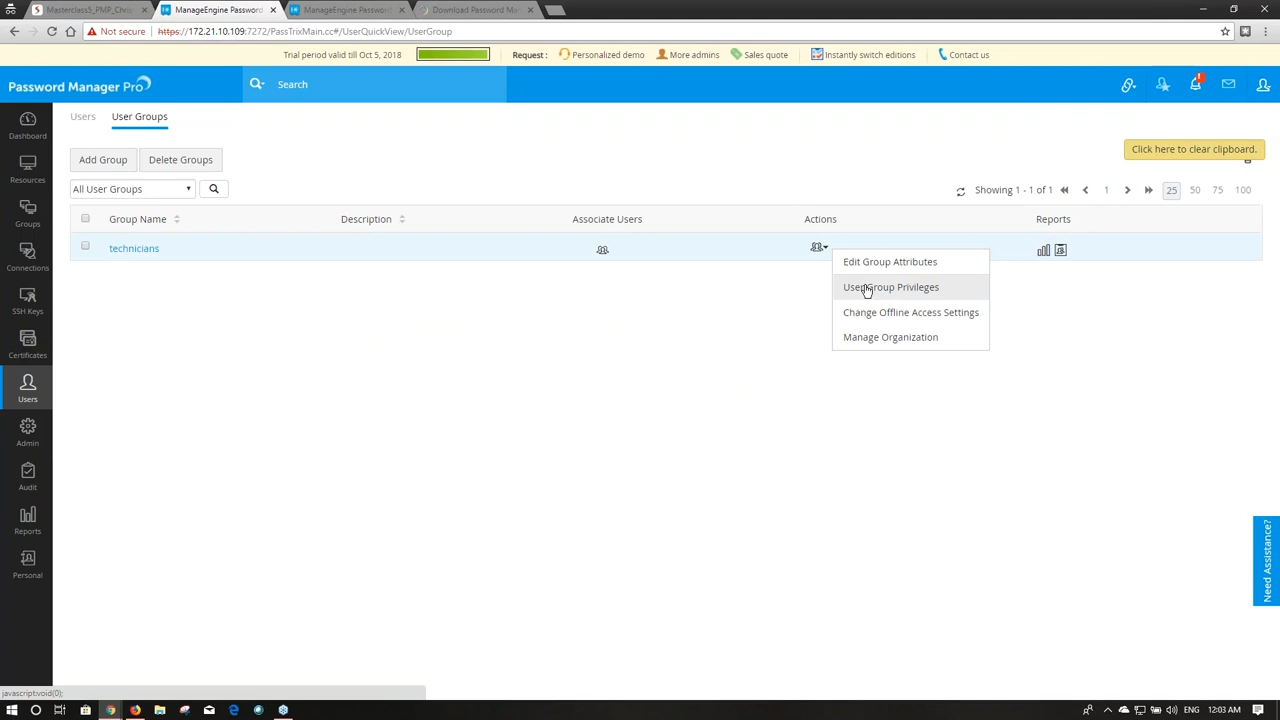 Masterclass5_PMP_Chris
ManageEngine Password
ManageEngine Password
Download Password Ma
Not secure https://172.21.10.109:7272/PassTrixMain.cc#/UserQuickView/UserGroup
Trial period valid till Oct 5, 2018 Request : Personalized demo More admins Sales quote Instantly switch editions Contact us
Password Manager Pro Search
Users User Groups
Click here to clear clipboard.
Add Group Delete Groups
All User Groups Showing 1 - 1 of 1 1 25 50 75 100
Group Name Description Associate Users Actions Reports
technicians
Edit Group Attributes
User Group Privileges
Change Offline Access Settings
Manage Organization
Dashboard
Resources
Groups
Connections
SSH Keys
Certificates
Users
Admin
Audit
Reports
Personal
Need Assistance?
javascript:void(0);
ENG 12:03 AM